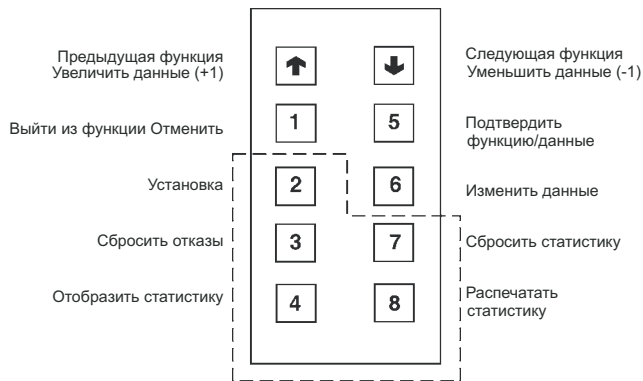 Предыдущая функция
Увеличить данные (+1)
Следующая функция
Уменьшить данные (-1)
Выйти из функции Отменить
1
5
Подтвердить
функцию/данные
Установка
2
6
Изменить данные
Сбросить отказы
3
7
Сбросить статистику
Отобразить статистику
4
8
Распечатать
статистику